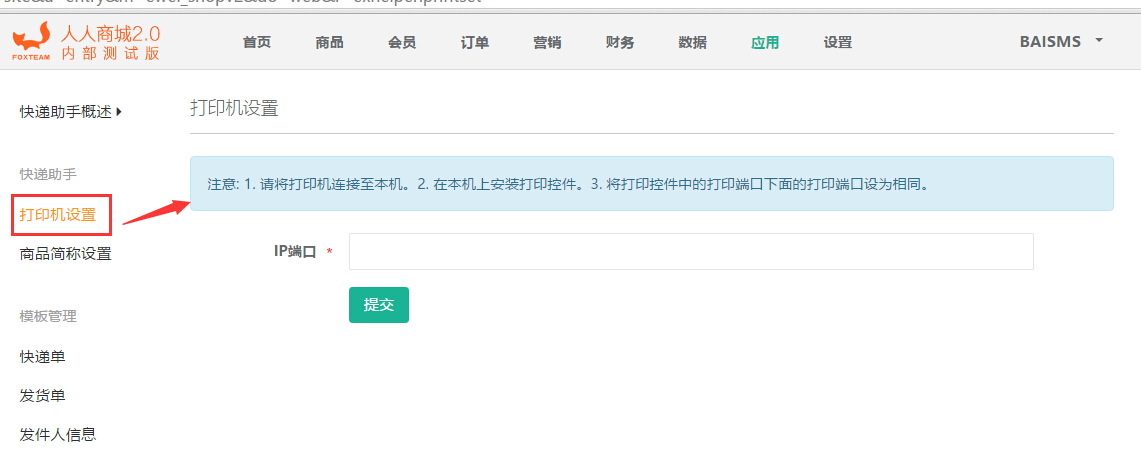 人人商城2.0
内部测试版
FOXTEAM
首页 商品 会员 订单 营销 财务 数据 应用 设置 BAISMS
快递助手概述
打印机设置
注意: 1. 请将打印机连接至本机。2. 在本机上安装打印控件。3. 将打印控件中的打印端口下面的打印端口设为相同。
快递助手
打印机设置
商品简称设置
IP端口 *
提交
模板管理
快递单
发货单
发件人信息